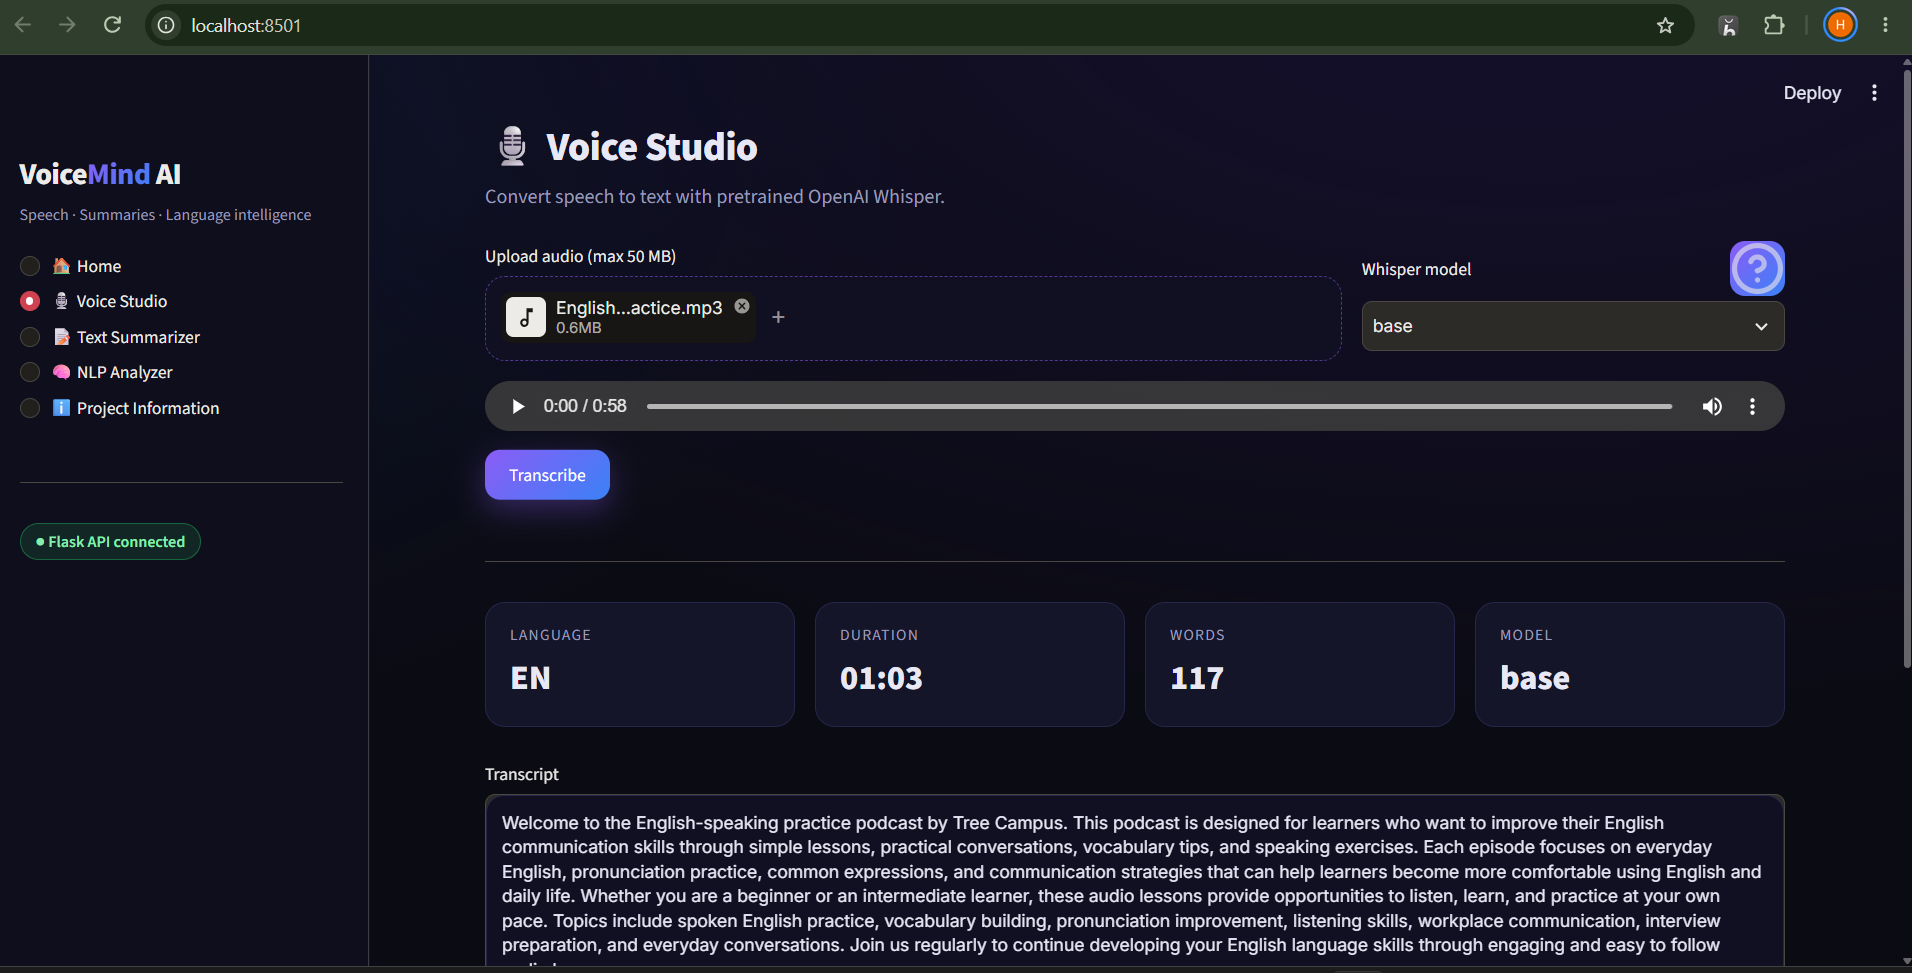 localhost:8501
H
Deploy
VoiceMind AI
Speech · Summaries · Language intelligence
Home
Voice Studio
Text Summarizer
NLP Analyzer
Project Information
Flask API connected
Voice Studio
Convert speech to text with pretrained OpenAI Whisper.
Upload audio (max 50 MB)
English...actice.mp3
0.6MB
Whisper model
base
0:00 / 0:58
Transcribe
LANGUAGE
EN
DURATION
01:03
WORDS
117
MODEL
base
Transcript
Welcome to the English-speaking practice podcast by Tree Campus. This podcast is designed for learners who want to improve their English
communication skills through simple lessons, practical conversations, vocabulary tips, and speaking exercises. Each episode focuses on everyday
English, pronunciation practice, common expressions, and communication strategies that can help learners become more comfortable using English and
daily life. Whether you are a beginner or an intermediate learner, these audio lessons provide opportunities to listen, learn, and practice at your own
pace. Topics include spoken English practice, vocabulary building, pronunciation improvement, listening skills, workplace communication, interview
preparation, and everyday conversations. Join us regularly to continue developing your English language skills through engaging and easy to follow